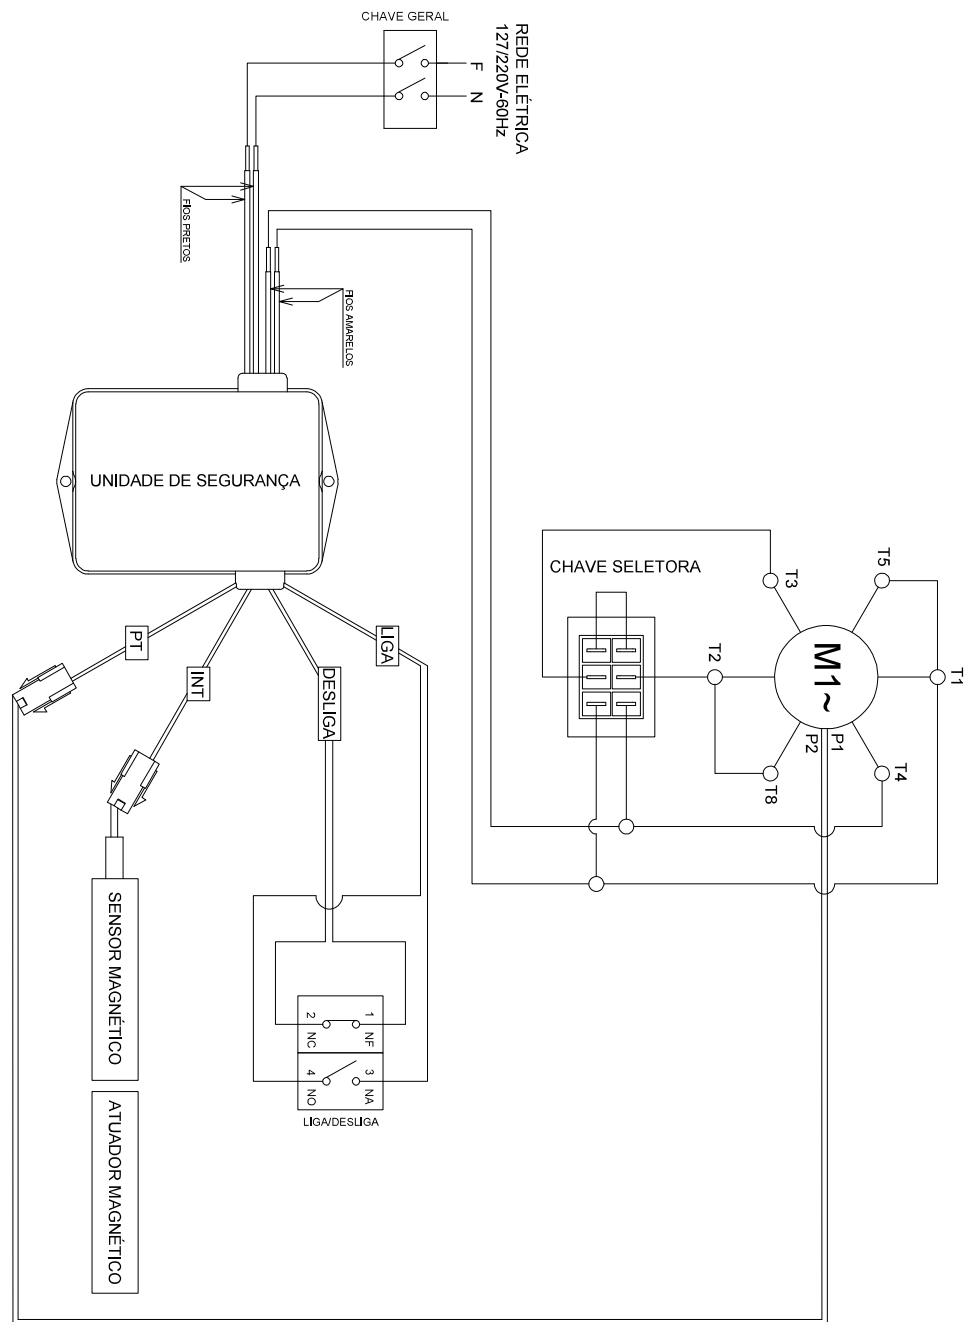 CHAVE GERAL
REDE ELÉTRICA
127/220V-60Hz
F
N
FIOS PRETOS
FIOS AMARELOS
UNIDADE DE SEGURANÇA
CHAVE SELETORA
T3
T5
T2
M1~
T1
P2
P1
T8
T4
PT
INT
DESLIGA
LIGA
SENSOR MAGNÉTICO
ATUADOR MAGNÉTICO
2
1
NC
NF
4
3
NO
NA
LIGA/DESLIGA